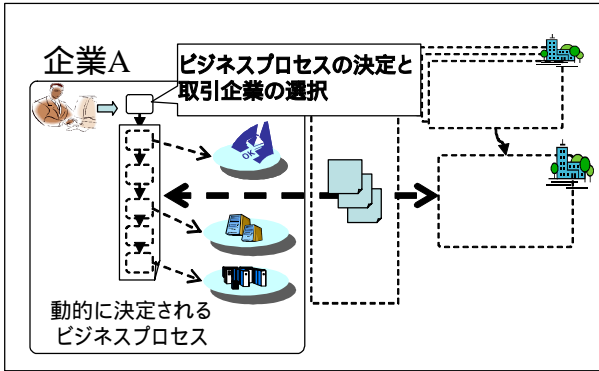 企業A
ビジネスプロセスの決定と
取引企業の選択
OK
動的に決定される
ビジネスプロセス